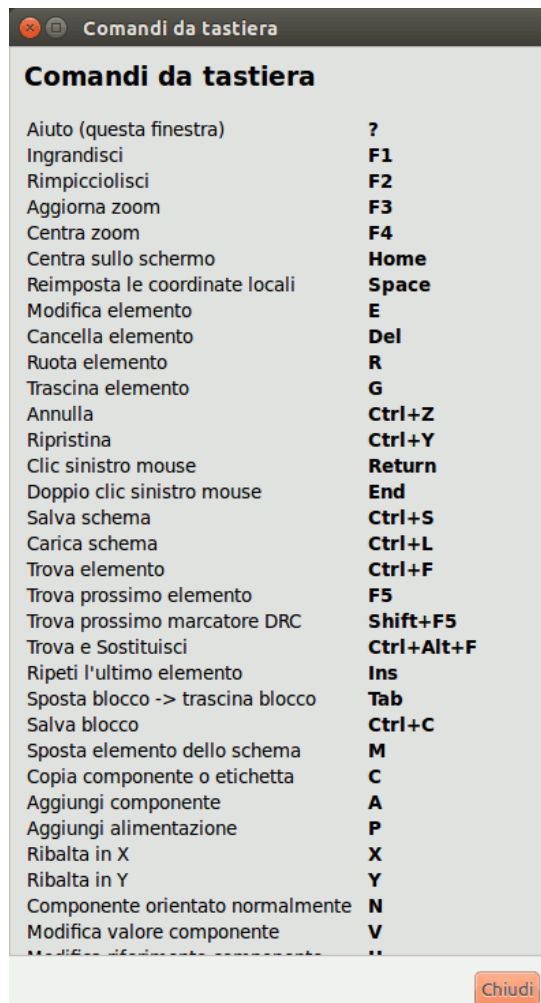 Comandi da tastiera
Comandi da tastiera
Aiuto (questa finestra) ?
Ingrandisci F1
Rimpicciolisci F2
Aggiorna zoom F3
Centra zoom F4
Centra sullo schermo Home
Reimposta le coordinate locali Space
Modifica elemento E
Cancella elemento Del
Ruota elemento R
Trascina elemento G
Annulla Ctrl+Z
Ripristina Ctrl+Y
Clic sinistro mouse Return
Doppio clic sinistro mouse End
Salva schema Ctrl+S
Carica schema Ctrl+L
Trova elemento Ctrl+F
Trova prossimo elemento F5
Trova prossimo marcatore DRC Shift+F5
Trova e Sostituisci Ctrl+Alt+F
Ripeti l'ultimo elemento Ins
Sposta blocco -> trascina blocco Tab
Salva blocco Ctrl+C
Sposta elemento dello schema M
Copia componente o etichetta C
Aggiungi componente A
Aggiungi alimentazione P
Ribalta in X X
Ribalta in Y Y
Componente orientato normalmente N
Modifica valore componente V
Chiudi